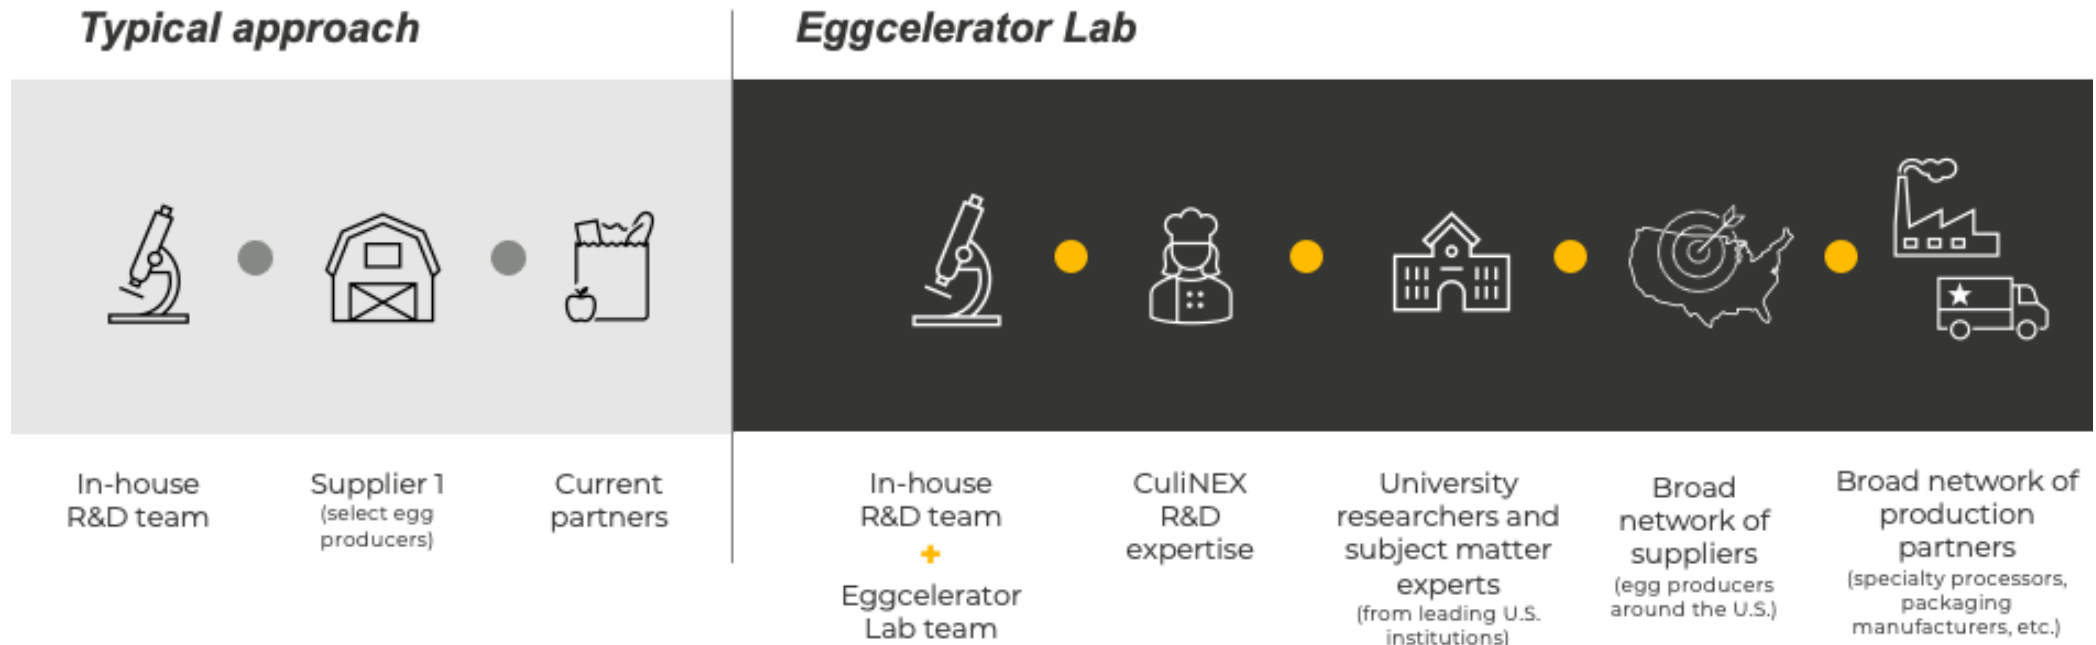 Typical approach
Eggcelerator Lab
In-house
R&D team
Supplier 1
(select egg
producers)
Current
partners
In-house
R&D team
+
Eggcelerator
Lab team
CuliNEX
R&D
expertise
University
researchers and
subject matter
experts
(from leading U.S.
institutions)
Broad
network of
suppliers
(egg producers
around the U.S.)
Broad network of
production
partners
(specialty processors,
packaging
manufacturers, etc.)